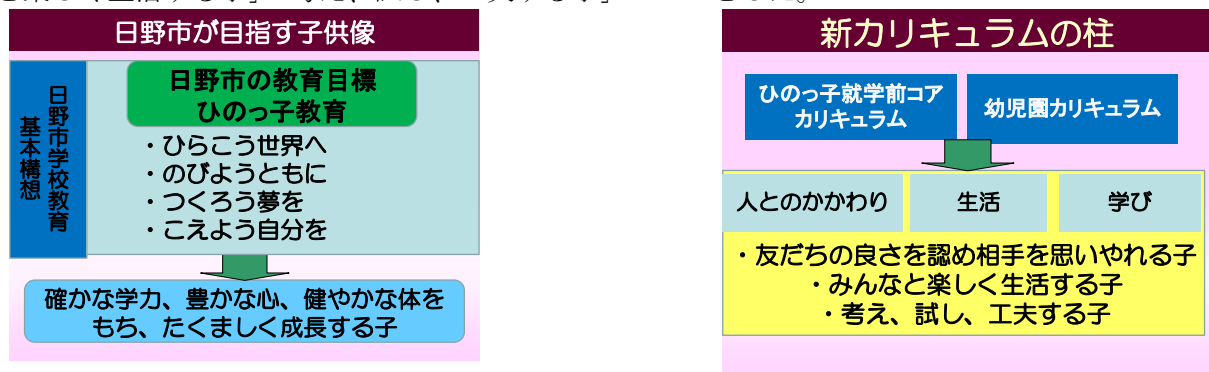 日野市が目指す子供像
日野市学校教育
基本構想
日野市の教育目標
ひのっ子教育
・ひらこう世界へ
・のびようともに
・つくろう夢を
・こえよう自分を
確かな学力、豊かな心、健やかな体を
もち、たくましく成長する子
新カリキュラムの柱
ひのっ子就学前コア
カリキュラム
幼児園カリキュラム
人とのかかわり
生活
学び
・友だちの良さを認め相手を思いやれる子
・みんなと楽しく生活する子
・考え、試し、工夫する子